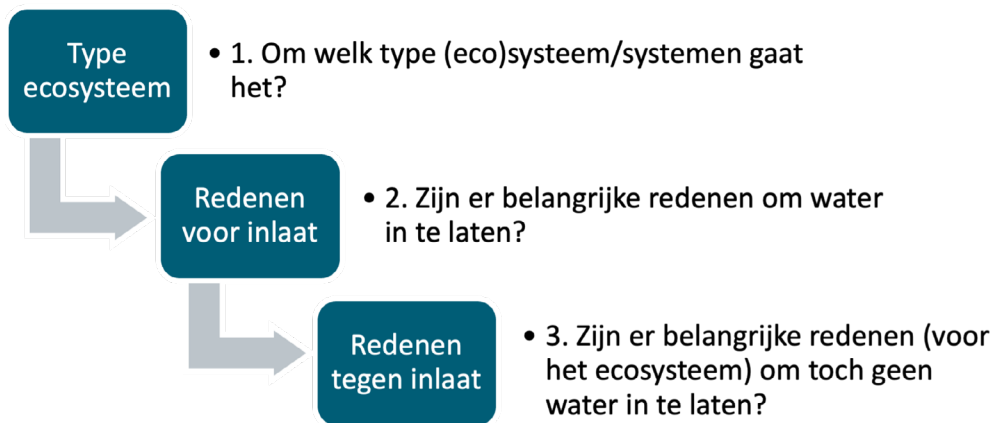 Type
ecosysteem
• 1. Om welk type (eco)systeem/systemen gaat
het?
Redenen
voor inlaat
• 2. Zijn er belangrijke redenen om water
in te laten?
Redenen
tegen inlaat
• 3. Zijn er belangrijke redenen (voor
het ecosysteem) om toch geen
water in te laten?